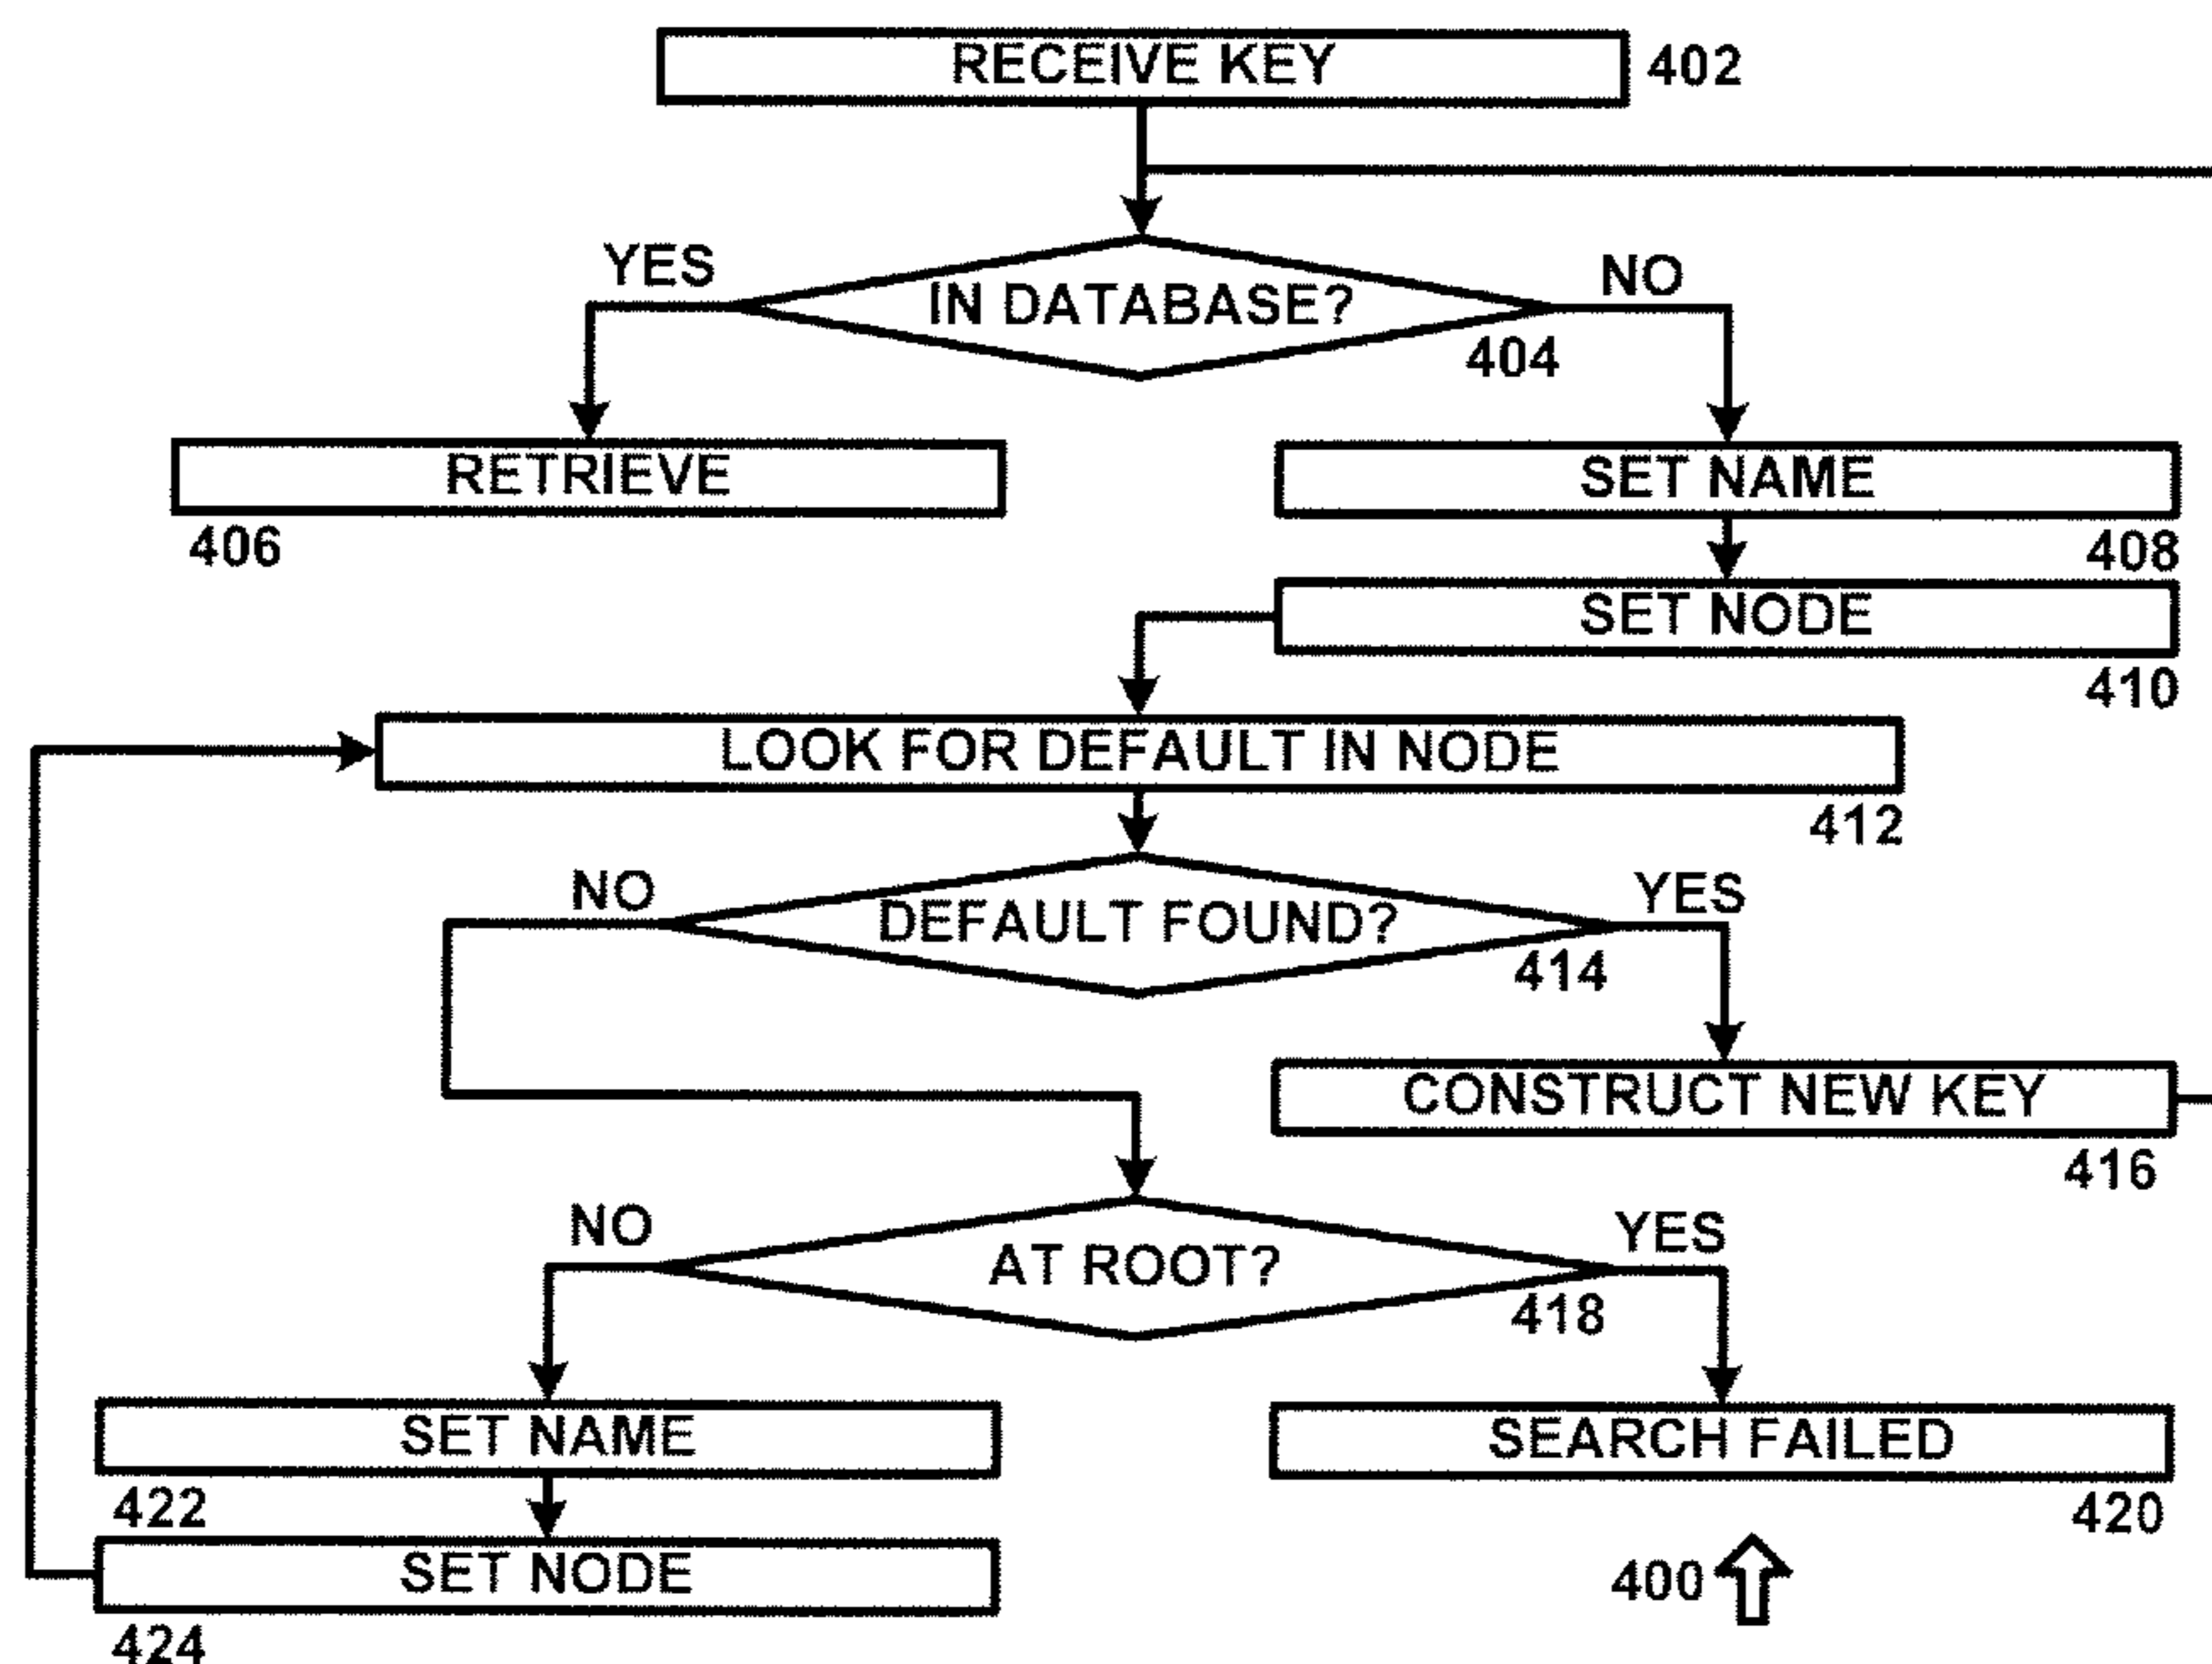 RECEIVE KEY 402
YES
NO
IN DATABASE?
404
RETRIEVE
406
SET NAME
408
SET NODE
410
LOOK FOR DEFAULT IN NODE
412
NO
YES
DEFAULT FOUND?
414
CONSTRUCT NEW KEY
416
NO
YES
AT ROOT?
418
SET NAME
422
SEARCH FAILED
420
SET NODE
424
400